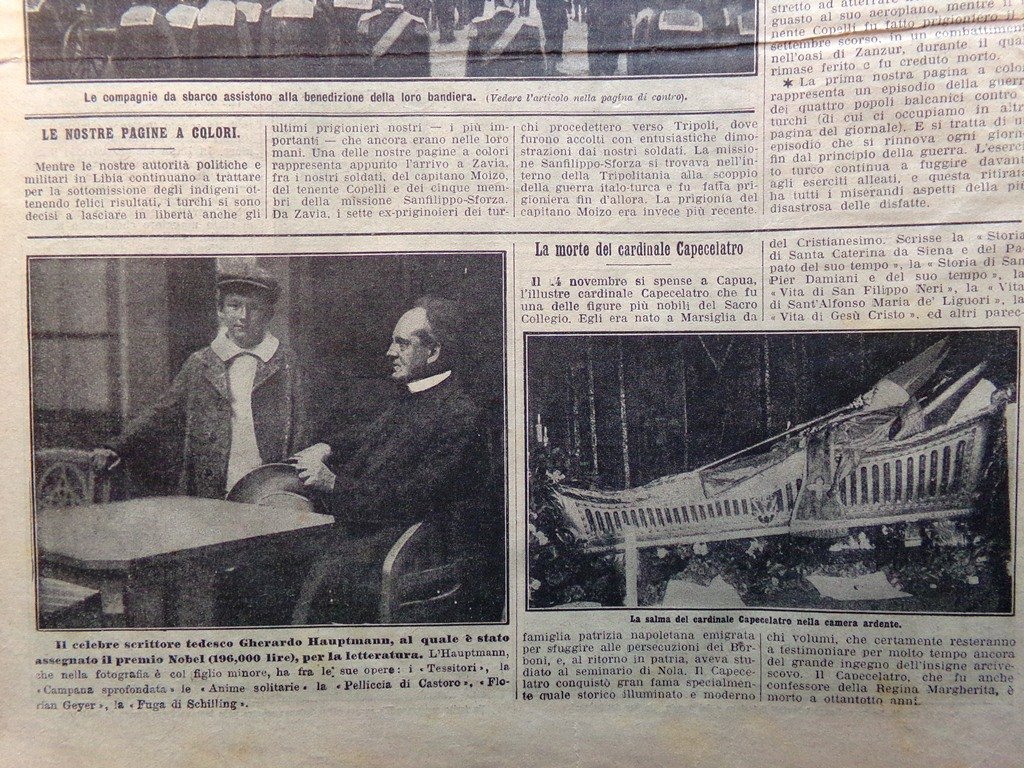 Le compagnie da sbarco assistono alla benedizione della loro bandiera. (Vedere l'articolo nella pagina di contro).
LE NOSTRE PAGINE A COLORI.
Mentre le nostre autorità politiche e
militari in Libia continuano a trattare
per la sottomissione degli indigeni ot-
tenendo felici risultati, i turchi si sono
decisi a lasciare in libertà anche gli
ultimi prigionieri nostri — i più im-
portanti — che ancora erano nelle loro
mani. Una delle nostre pagine a colori
rappresenta appunto l'arrivo a Zavia,
fra i nostri soldati, del capitano Moizo,
del tenente Copelli e dei cinque mem-
bri della missione Sanfilippo-Sforza.
Da Zavia, i sette ex-priginoieri dei tur-
chi procedettero verso Tripoli, dove
furono accolti con entusiastiche dimo-
strazioni dai nostri soldati. La missio-
ne Sanfilippo-Sforza si trovava nell'in-
terno della Tripolitania allo scoppio
della guerra italo-turca e fu fatta pri-
gioniera fin d'allora. La prigionia del
capitano Moizo era invece più recente
stretto ad atterrare
guasto al suo aeroplano, mentre il
nente Copelli fu fatto prigioniero il
settembre scorso, in un combattiment
nell'oasi di Zanzur, durante il qua
rimase ferito e fu creduto morto.
* La prima nostra pagina a color
rappresenta un episodio della guerra
dei quattro popoli balcanici contro
turchi (di cui ci occupiamo in altr
pagina del giornale). E si tratta di u
episodio che si rinnova ogni giorn
fin dal principio della guerra. L'eserci
to turco continua a fuggire davan
agli eserciti alleati e questa ritirat
ha tutti i miserandi aspetti della pi
disastrosa delle disfatte.
La morte del cardinale Capecelatro
Il 14 novembre si spense a Capua,
l'illustre cardinale Capecelatro che fu
una delle figure più nobili del Sacro
Collegio. Egli era nato a Marsiglia da
del Cristianesimo. Scrisse la « Storia
di Santa Caterina da Siena e del Pa
pato del suo tempo », la « Storia di San
Pier Damiani e del suo tempo », la
« Vita di San Filippo Neri », la « Vita
di Sant'Alfonso Maria de' Liguori », la
« Vita di Gesù Cristo », ed altri parec-
La salma del cardinale Capecelatro nella camera ardente.
famiglia patrizia napoletana emigrata
per sfuggire alle persecuzioni dei Bor-
boni, e, al ritorno in patria, aveva stu-
diato al seminario di Nola. Il Capece-
latro conquistò gran fama specialmen-
te quale storico illuminato e moderno
chi volumi, che certamente resteranno
a testimoniare per molto tempo ancora
del grande ingegno dell'insigne arcive-
scovo. Il Capecelatro, che fu anche
confessore della Regina Margherita, è
morto a ottantotto anni.
Il celebre scrittore tedesco Gherardo Hauptmann, al quale è stato
assegnato il premio Nobel (196,000 lire), per la letteratura. L'Hauptmann,
che nella fotografia è col figlio minore, ha fra le' sue opere: i «Tessitori», la
«Campana sprofondata» le «Anime solitarie» la «Pelliccia di Castoro», «Flo-
rian Geyer», la «Fuga di Schilling».